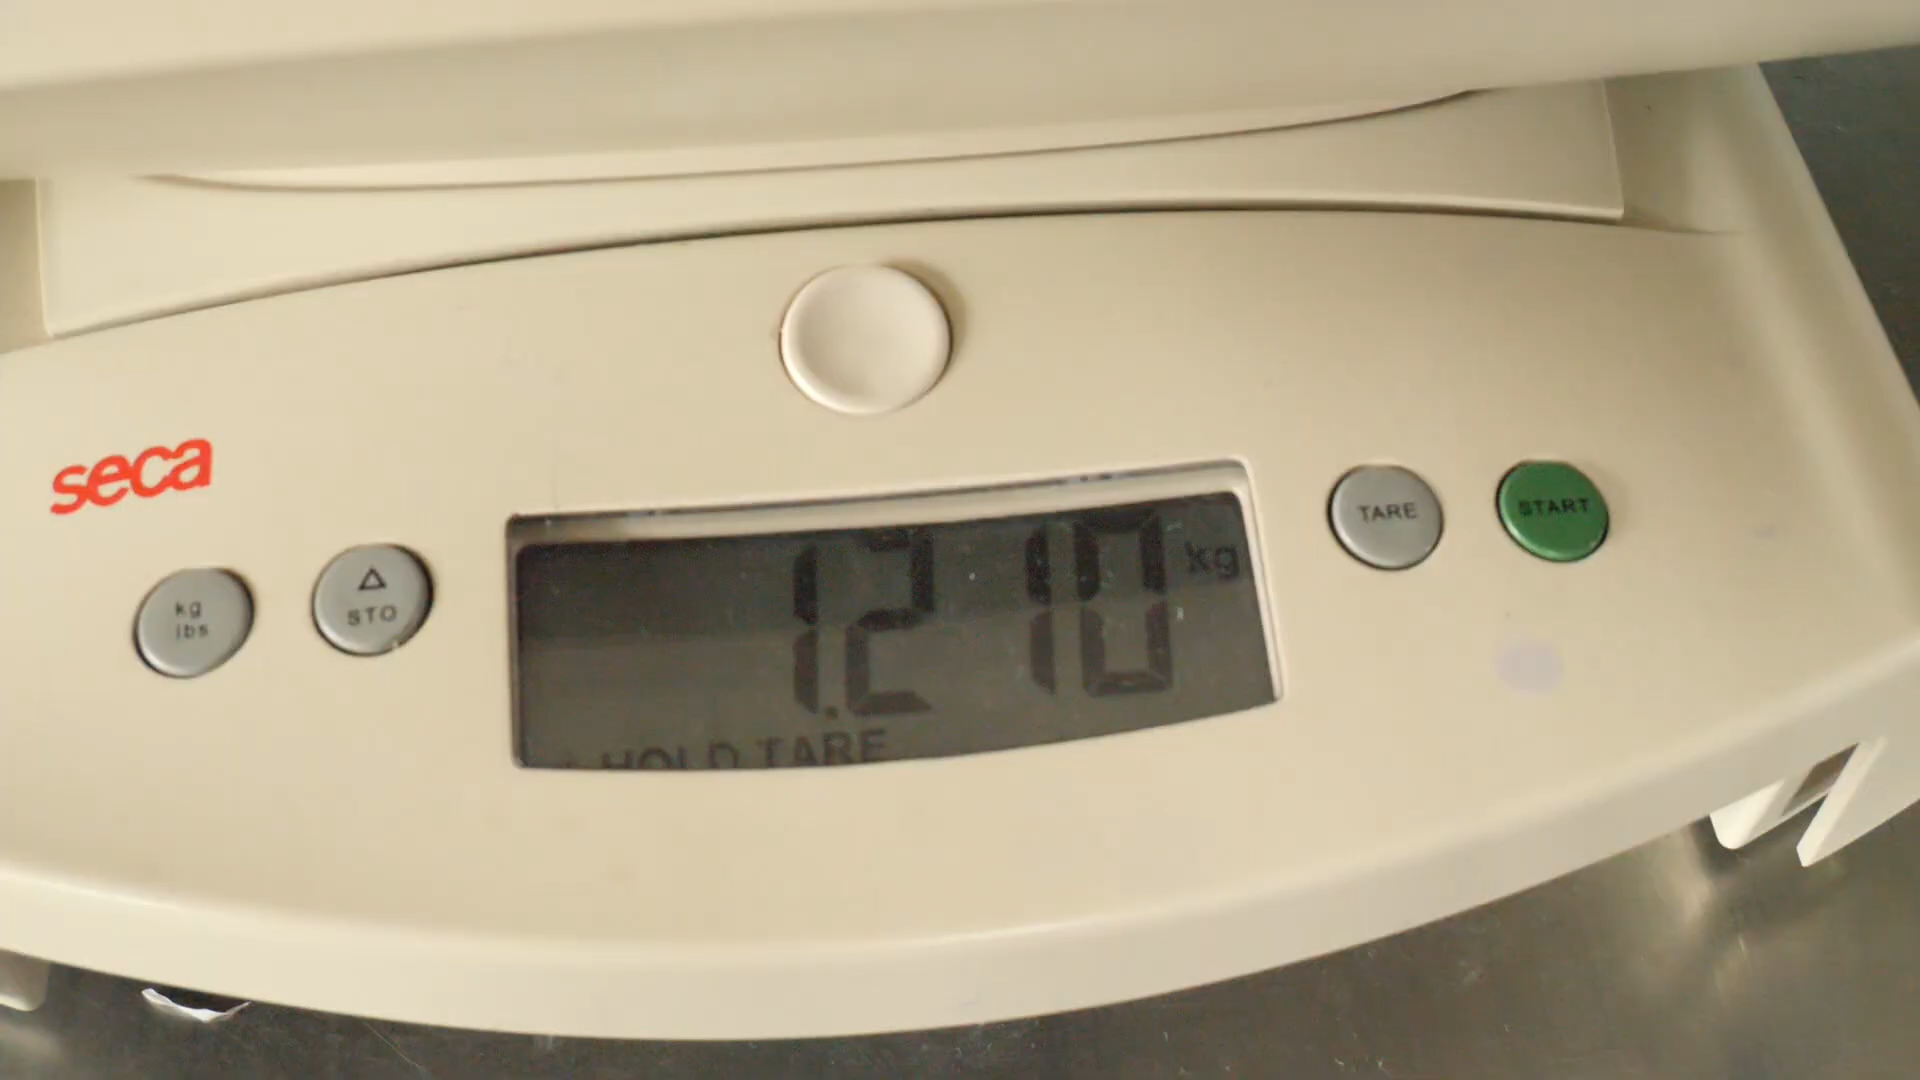 seca
kg
lbs
△
STO
1.210 kg
HOLD TARE
TARE
START